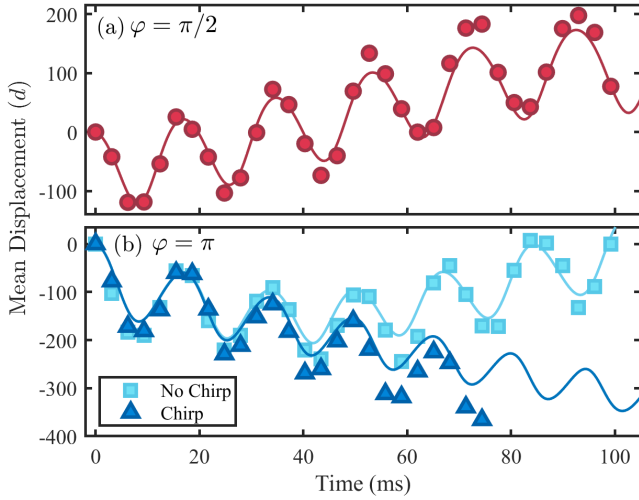 (a) φ = π/2
200
100
0
-100
Mean Displacement (d)
(b) φ = π
0
-100
-200
-300
-400
No Chirp
Chirp
0 20 40 60 80 100
Time (ms)